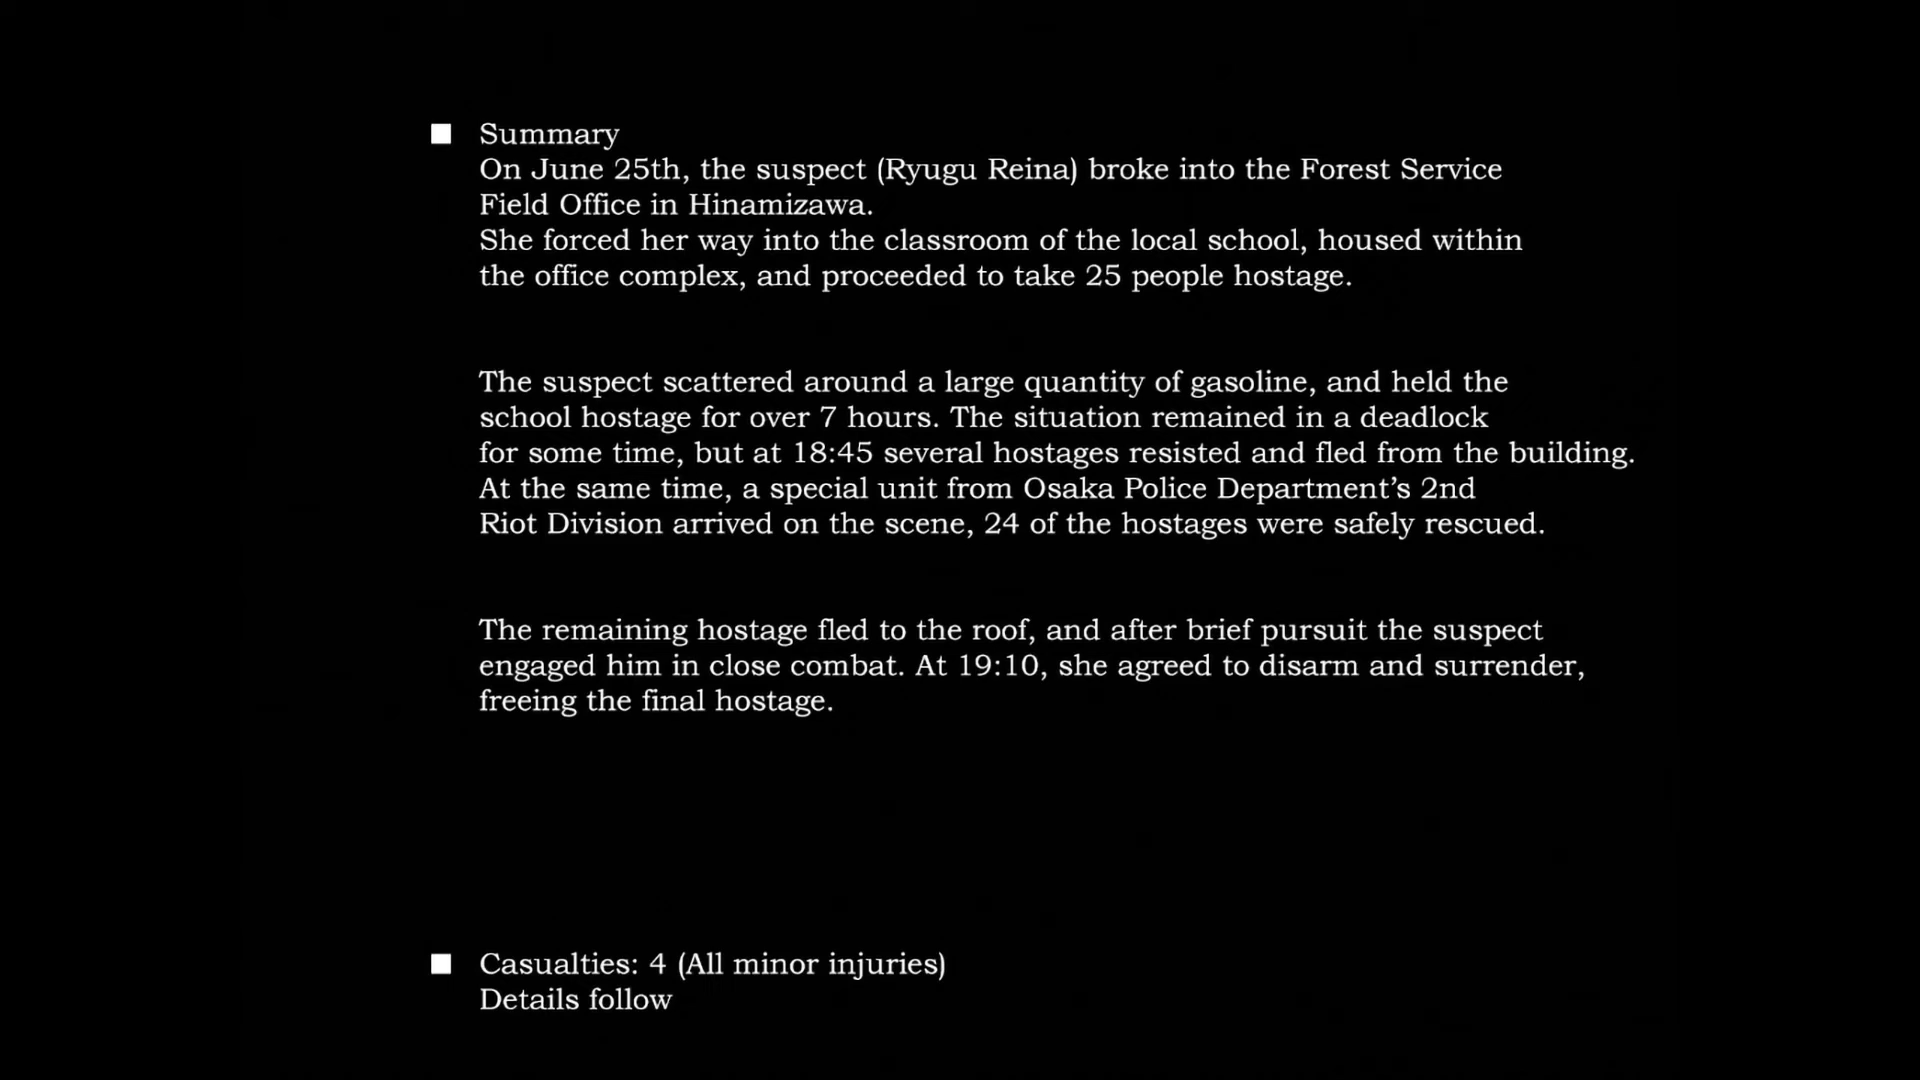 ■ Summary
On June 25th, the suspect (Ryugu Reina) broke into the Forest Service
Field Office in Hinamizawa.
She forced her way into the classroom of the local school, housed within
the office complex, and proceeded to take 25 people hostage.
The suspect scattered around a large quantity of gasoline, and held the
school hostage for over 7 hours. The situation remained in a deadlock
for some time, but at 18:45 several hostages resisted and fled from the building.
At the same time, a special unit from Osaka Police Department’s 2nd
Riot Division arrived on the scene, 24 of the hostages were safely rescued.
The remaining hostage fled to the roof, and after brief pursuit the suspect
engaged him in close combat. At 19:10, she agreed to disarm and surrender,
freeing the final hostage.
■ Casualties: 4 (All minor injuries)
Details follow